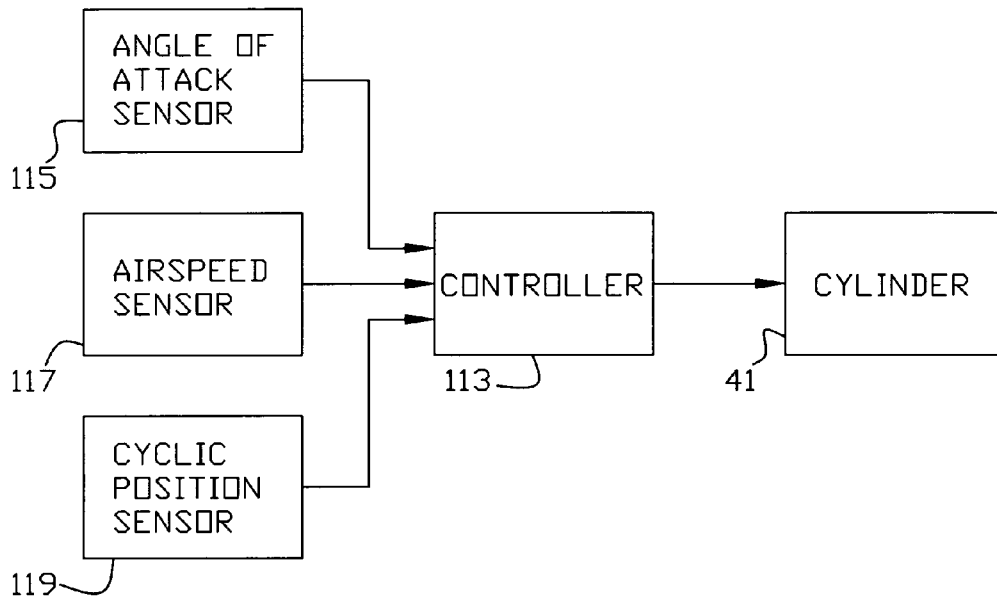 ANGLE OF
ATTACK
SENSOR
115
AIRSPEED
SENSOR
117
CYCLIC
POSITION
SENSOR
119
CONTROLLER
113
CYLINDER
41